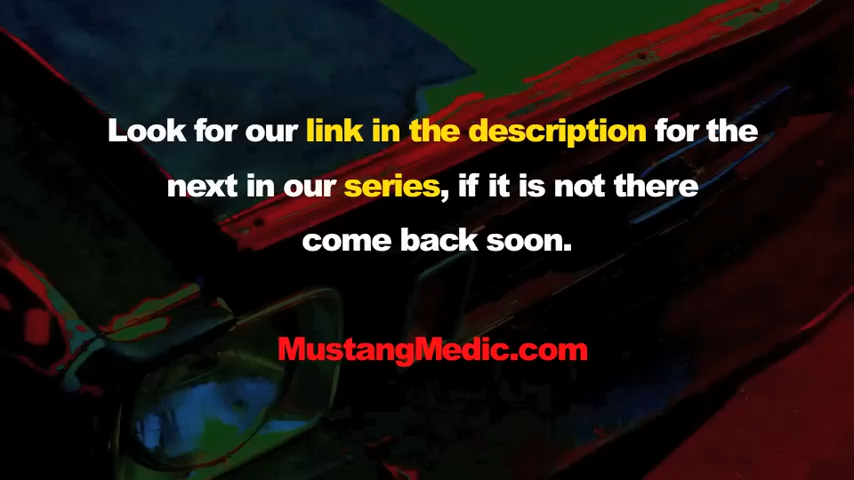 Look for our link in the description for the
next in our series, if it is not there
come back soon.
MustangMedic.com